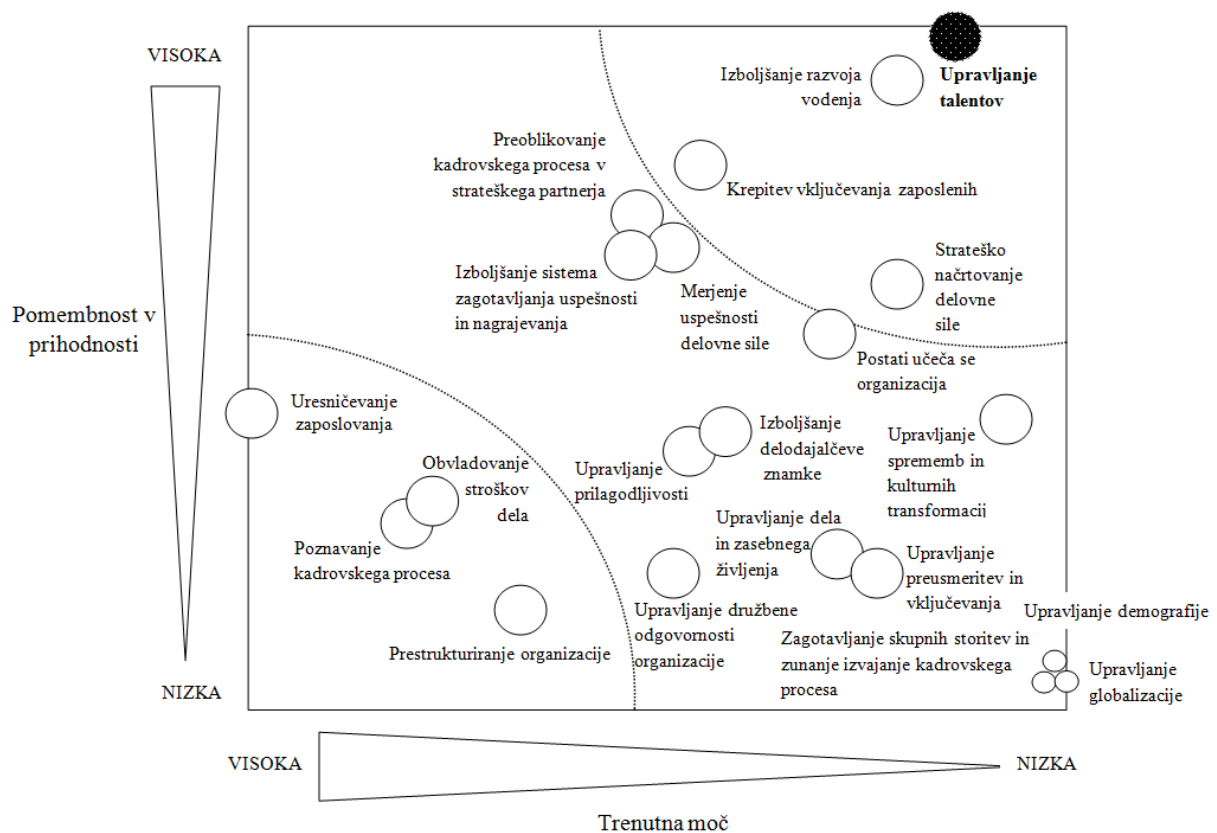 VISOKA
Izboljšanje razvoja
vođenja
Upravljanje
talentov
Preoblikovanje
kadrovskega procesa v
strateškega partnerja
Krepitev vključevanja zaposlenih
Izboljšanje sistema
zagotavljanja uspešnosti
in nagrajevanja
Merjenje
uspešnosti
delovne sile
Strateško
načrtovanje
delovne
sile
Pomembnost v
prihodnosti
Postati učeča se
organizacija
Uresničevanje
zaposlovanja
Izboljšanje
delodajalčeve
znamke
Upravljanje
sprememb in
kulturnih
transformacij
Obvladovanje
stroškov
dela
Upravljanje
prilagodljivosti
Poznavanje
kadrovskega procesa
Upravljanje dela
in zasebnega
življenja
Upravljanje
preusmeritev in
vključevanja
Upravljanje družbene
odgovornosti
organizacije
Upravljanje demografije
Prestrukturiranje organizacije
Zagotavljanje skupnih storitev in
zunanje izvajanje kadrovskega
procesa
Upravljanje
globalizacije
NIZKA
VISOKA
NIZKA
Trenutna moč